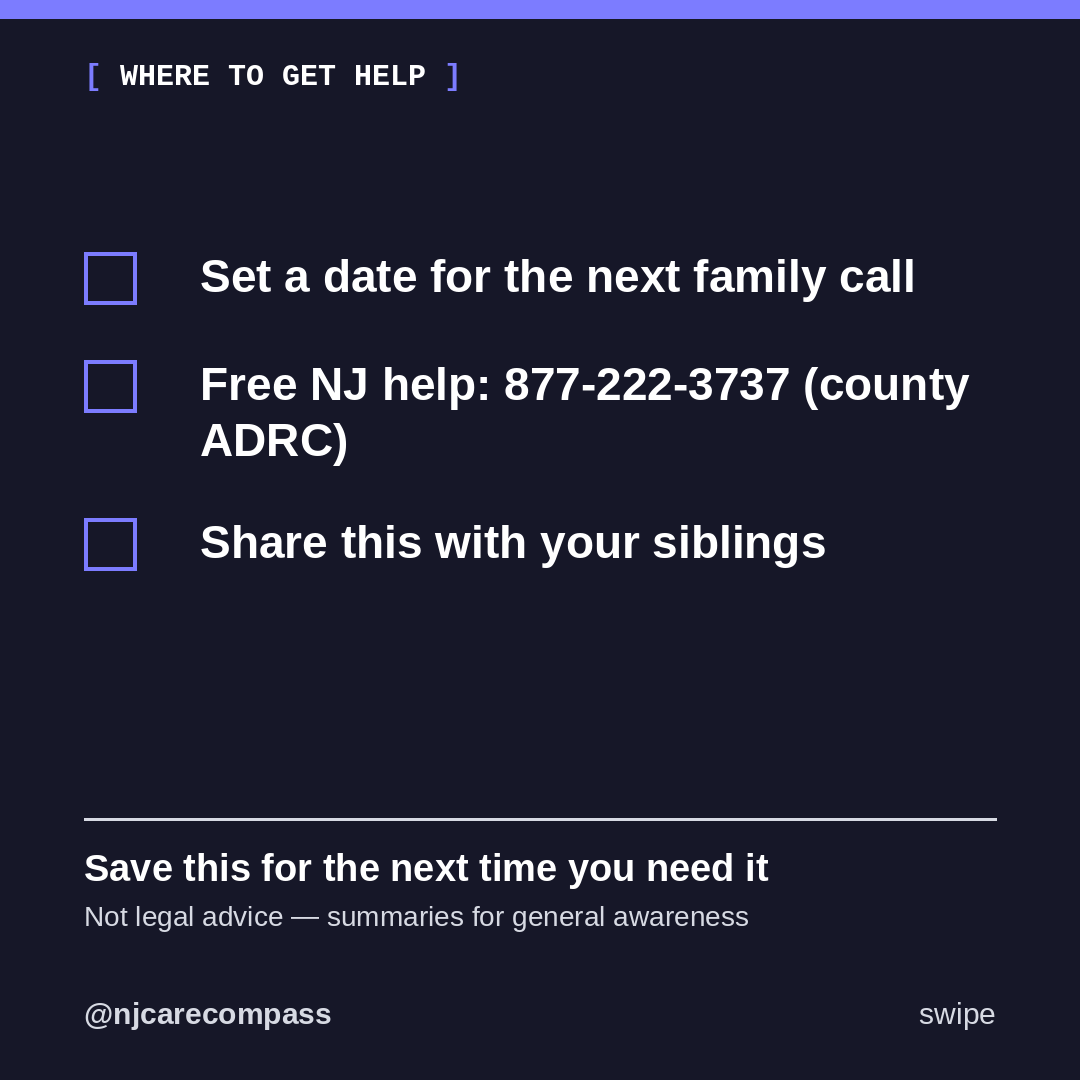 [ WHERE TO GET HELP ]
Set a date for the next family call
Free NJ help: 877-222-3737 (county
ADRC)
Share this with your siblings
Save this for the next time you need it
Not legal advice — summaries for general awareness
@njcarecompass
swipe